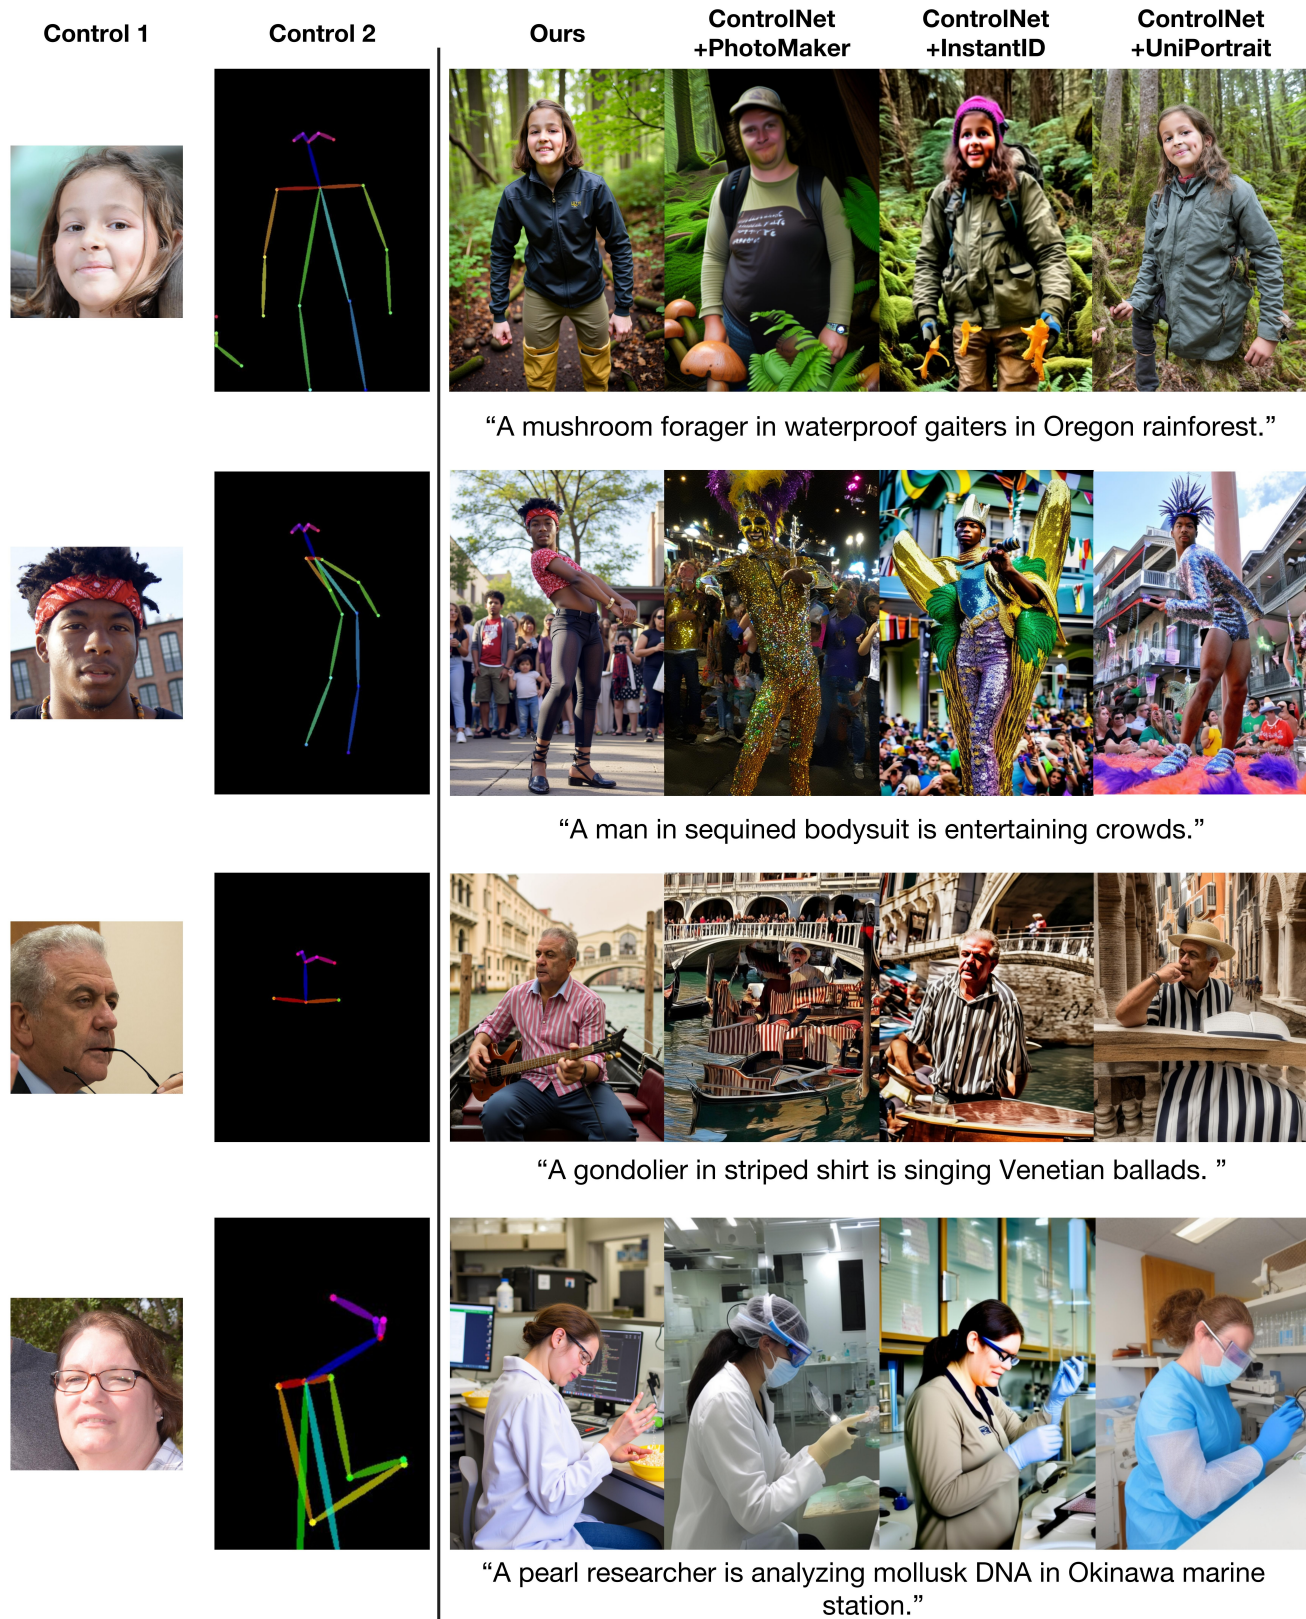 Control 1
Control 2
Ours
ControlNet
+PhotoMaker
ControlNet
+InstantID
ControlNet
+UniPortrait
“A mushroom forager in waterproof gaiters in Oregon rainforest.”
“A man in sequined bodysuit is entertaining crowds.”
“A gondolier in striped shirt is singing Venetian ballads. ”
“A pearl researcher is analyzing mollusk DNA in Okinawa marine
station.”